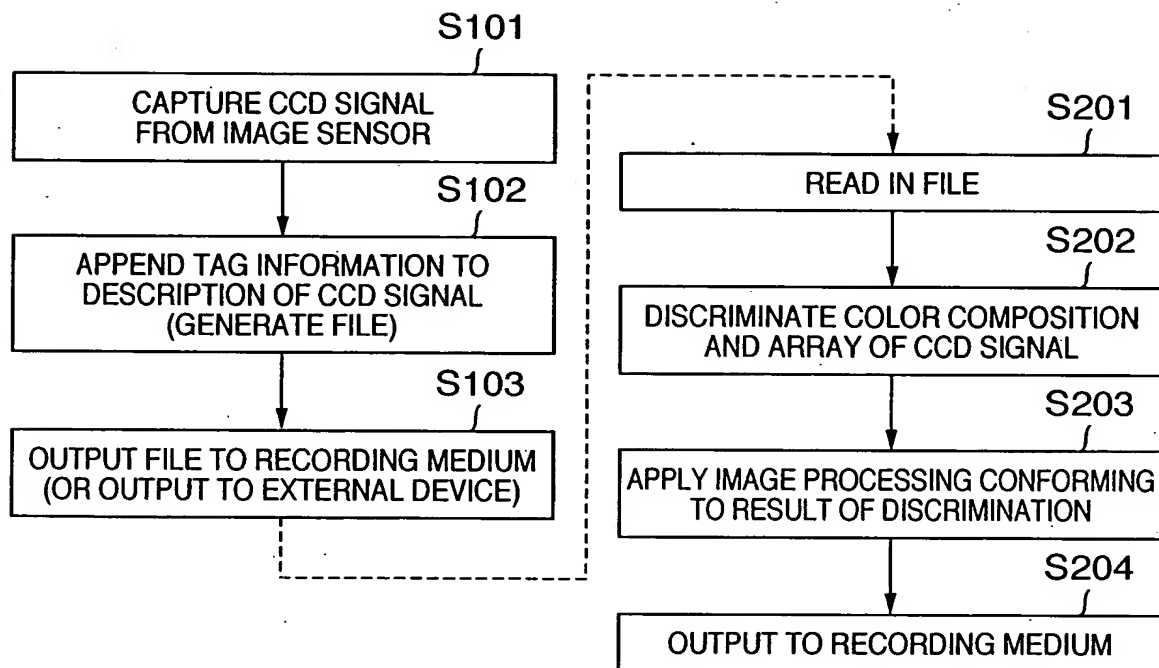 S101
CAPTURE CCD SIGNAL
FROM IMAGE SENSOR
S102
APPEND TAG INFORMATION TO
DESCRIPTION OF CCD SIGNAL
(GENERATE FILE)
S103
OUTPUT FILE TO RECORDING MEDIUM
(OR OUTPUT TO EXTERNAL DEVICE)
S201
READ IN FILE
S202
DISCRIMINATE COLOR COMPOSITION
AND ARRAY OF CCD SIGNAL
S203
APPLY IMAGE PROCESSING CONFORMING
TO RESULT OF DISCRIMINATION
S204
OUTPUT TO RECORDING MEDIUM